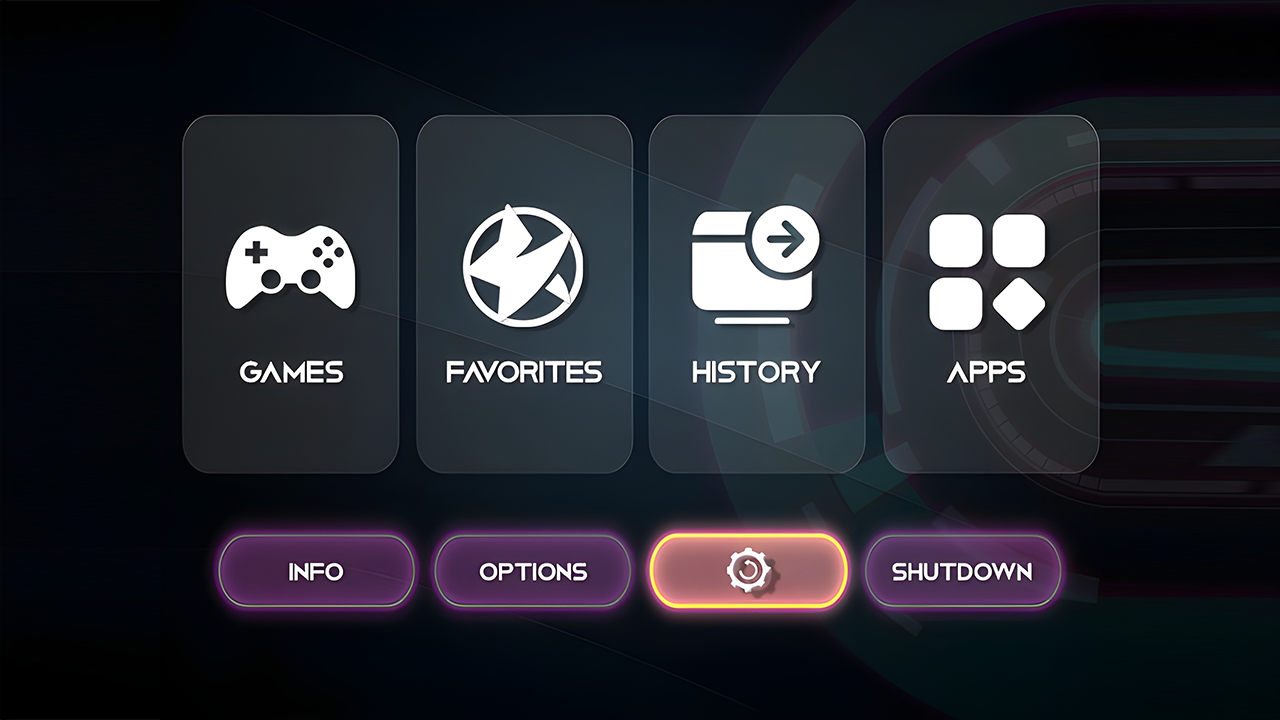 GAMES
FAVORITES
HISTORY
APPS
INFO
OPTIONS
SHUTDOWN